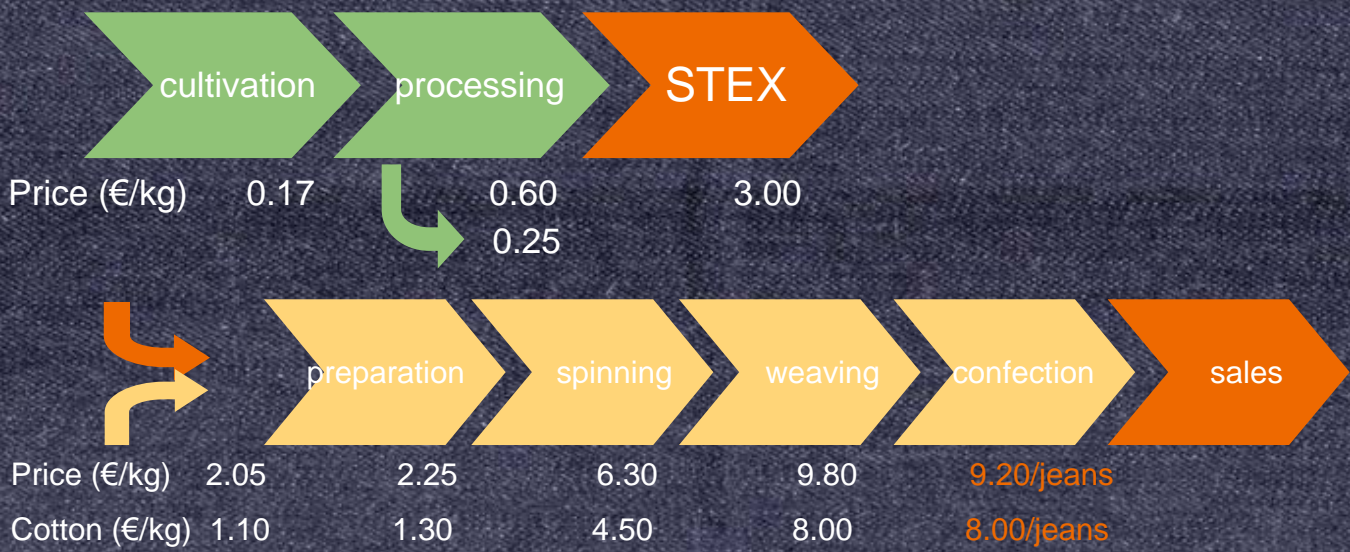 cultivation processing STEX
Price (€/kg) 0.17 0.60 3.00
0.25
preparation spinning weaving confection sales
Price (€/kg) 2.05 2.25 6.30 9.80 9.20/jeans
Cotton (€/kg) 1.10 1.30 4.50 8.00 8.00/jeans